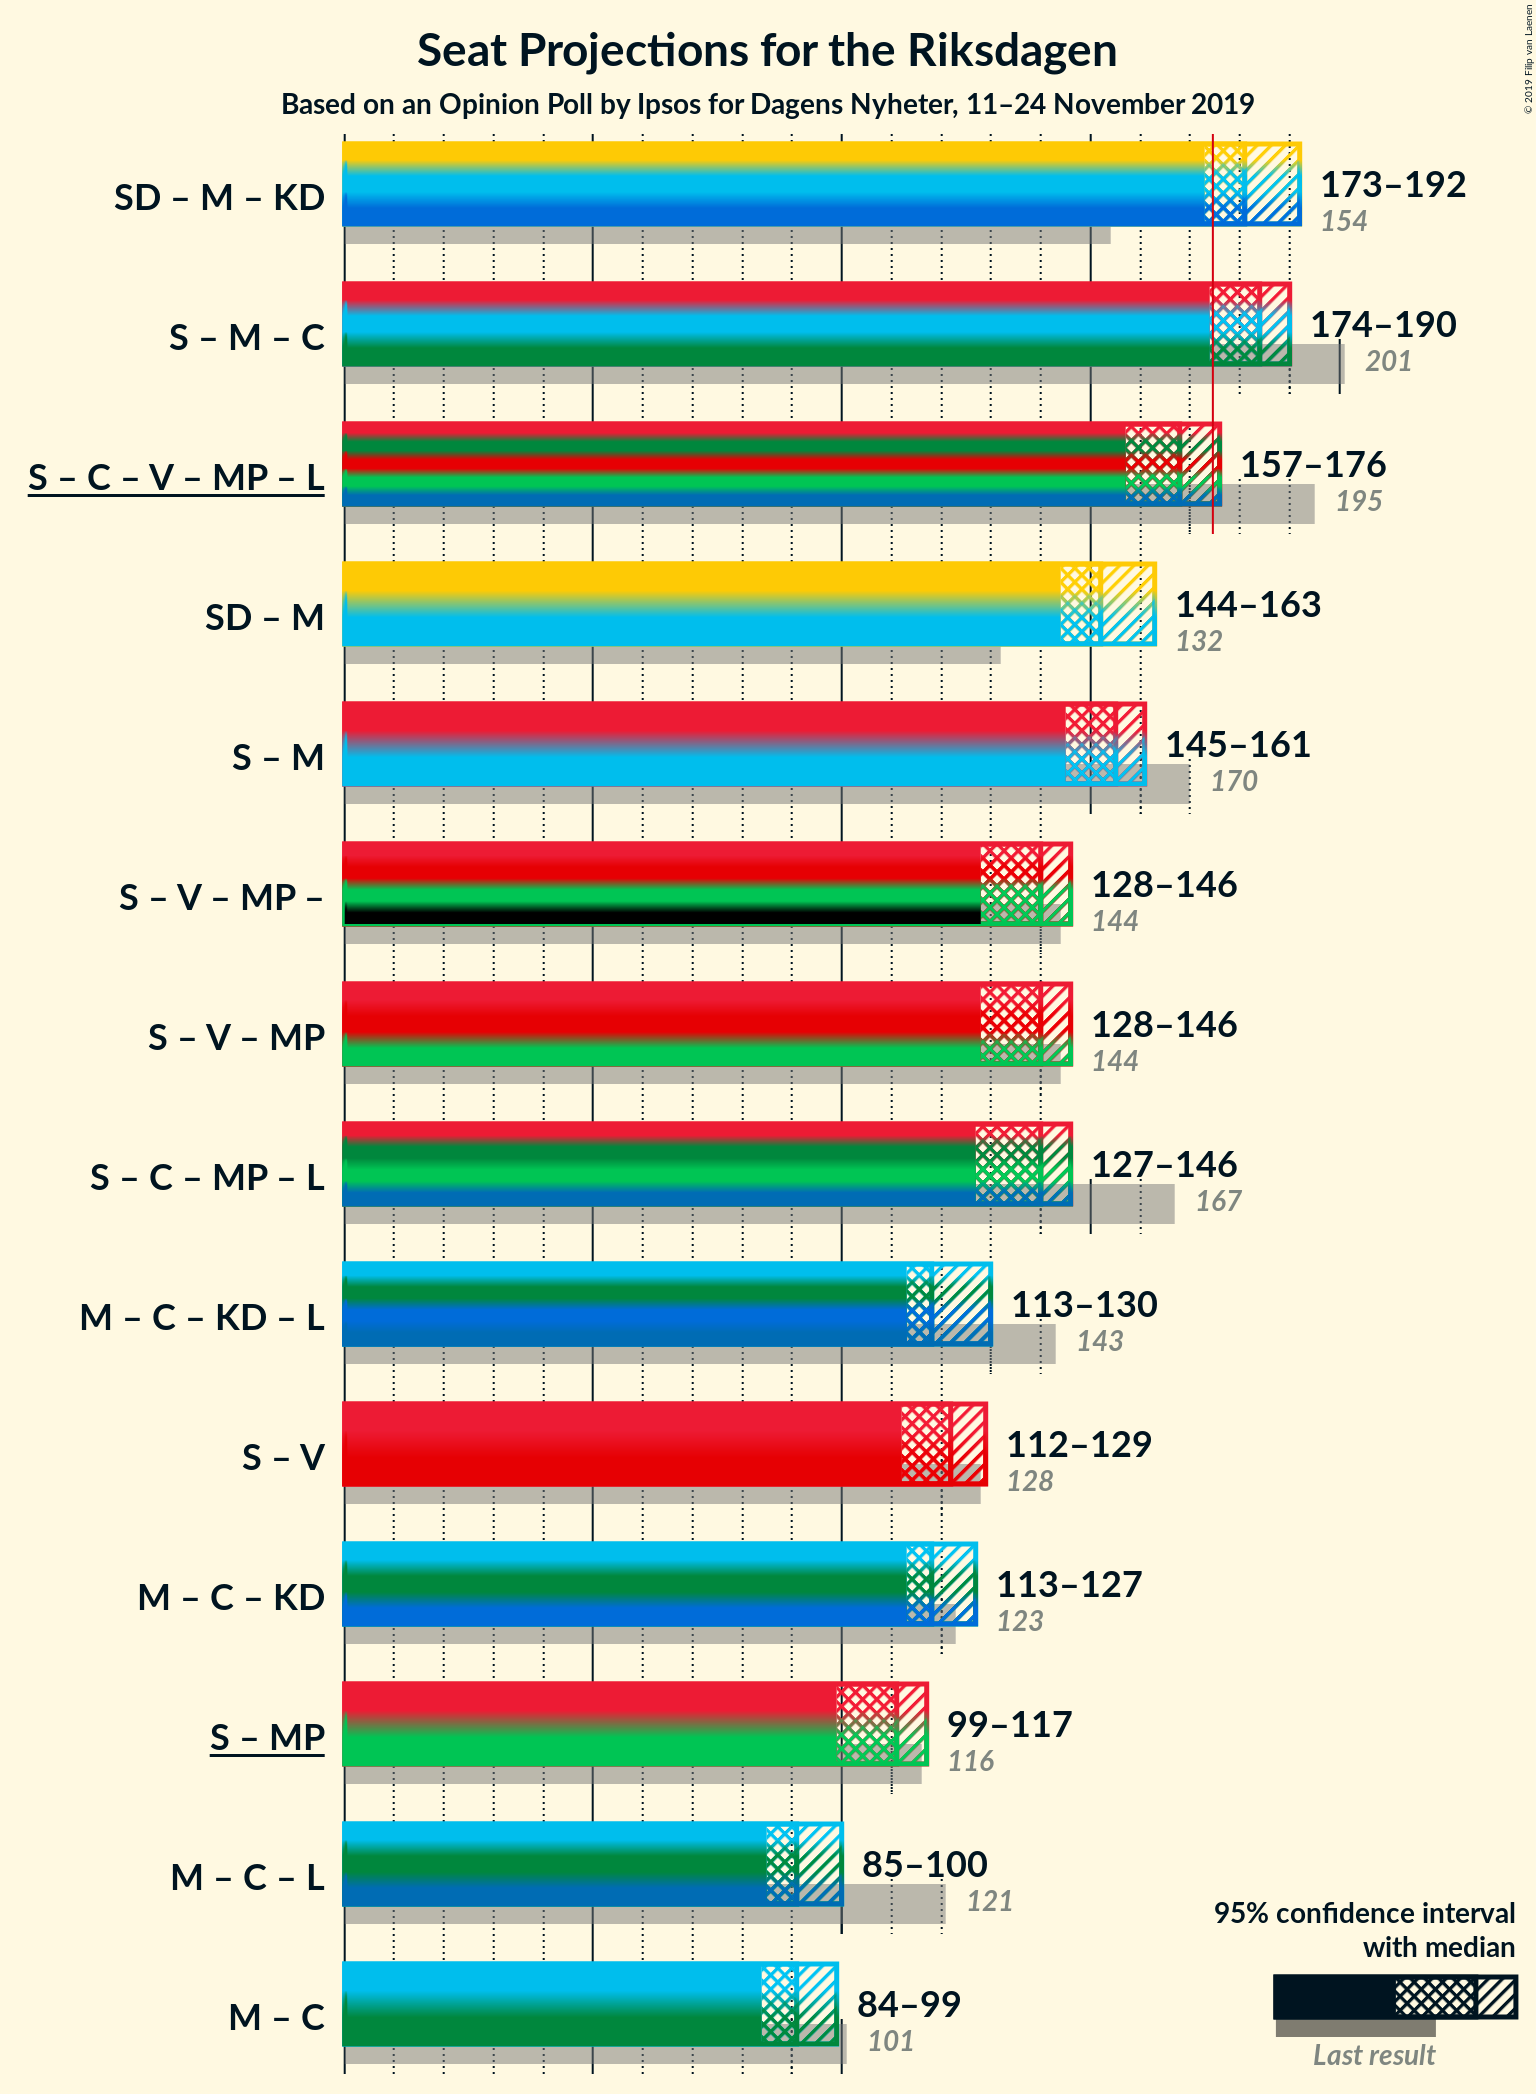 Seat Projections for the Riksdagen
Based on an Opinion Poll by Ipsos for Dagens Nyheter, 11–24 November 2019
© 2019 Filip van Laenen
SD – M – KD
173–192
154
S – M – C
174–190
201
S – C – V – MP – L
157–176
195
SD – M
144–163
132
S – M
145–161
170
S – V – MP –
128–146
144
S – V – MP
128–146
144
S – C – MP – L
127–146
167
M – C – KD – L
113–130
143
S – V
112–129
128
M – C – KD
113–127
123
S – MP
99–117
116
M – C – L
85–100
121
M – C
84–99
101
95% confidence interval
with median
Last result